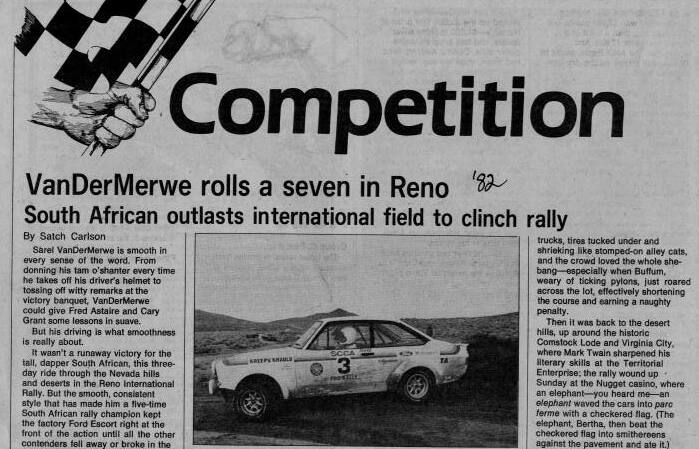 Competition
VanDerMerwe rolls a seven in Reno '82
South African outlasts international field to clinch rally
By Satch Carlson
Sarel VanDerMerwe is smooth in
every sense of the word. From
donning his tam o'shanter every time
he takes off his driver's helmet to
tossing off witty remarks at the
victory banquet, VanDerMerwe
could give Fred Astaire and Cary
Grant some lessons in suave.
But his driving is what smoothness
is really about.
It wasn't a runaway victory for the
tall, dapper South African, this three-
day ride through the Nevada hills
and deserts in the Reno International
Rally. But the smooth, consistent
style that has made him a five-time
South African rally champion kept
the factory Ford Escort right at the
front of the action until all the other
contenders fell away or broke in the
SCCA
3
trucks, tires tucked under and
shrieking like stomped-on alley cats,
and the crowd loved the whole she-
bang—especially when Buffum,
weary of ticking pylons, just roared
across the lot, effectively shortening
the course and earning a naughty
penalty.
Then it was back to the desert
hills, up around the historic
Comstock Lode and Virginia City,
where Mark Twain sharpened his
literary skills at the Territorial
Enterprise; the rally wound up
Sunday at the Nugget casino, where
an elephant—you heard me—an
elephant waved the cars into parc
ferme with a checkered flag. (The
elephant, Bertha, then beat the
checkered flag into smithereens
against the pavement and ate it.)